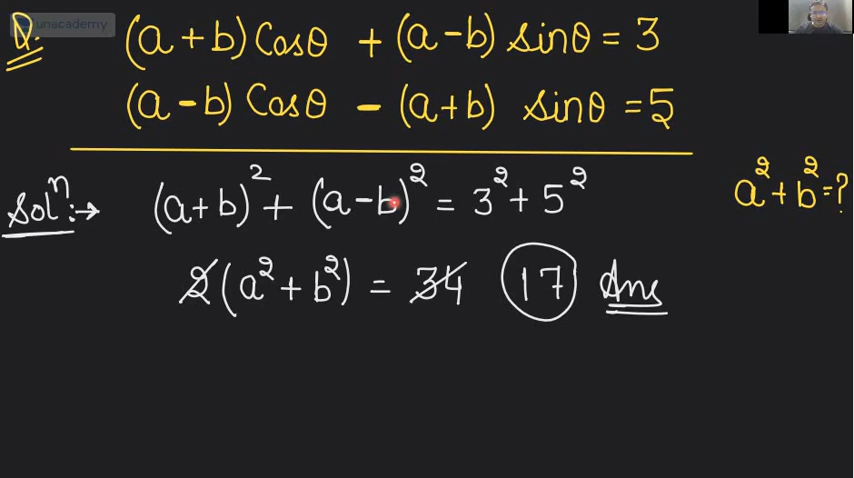 unacademy
Q. (a+b) Cosθ + (a-b) sinθ = 3
(a-b) Cosθ - (a+b) sinθ = 5
a² + b² = ?
Solⁿ:→ (a+b)² + (a-b)² = 3² + 5²
2(a² + b²) = 34 17 Ans